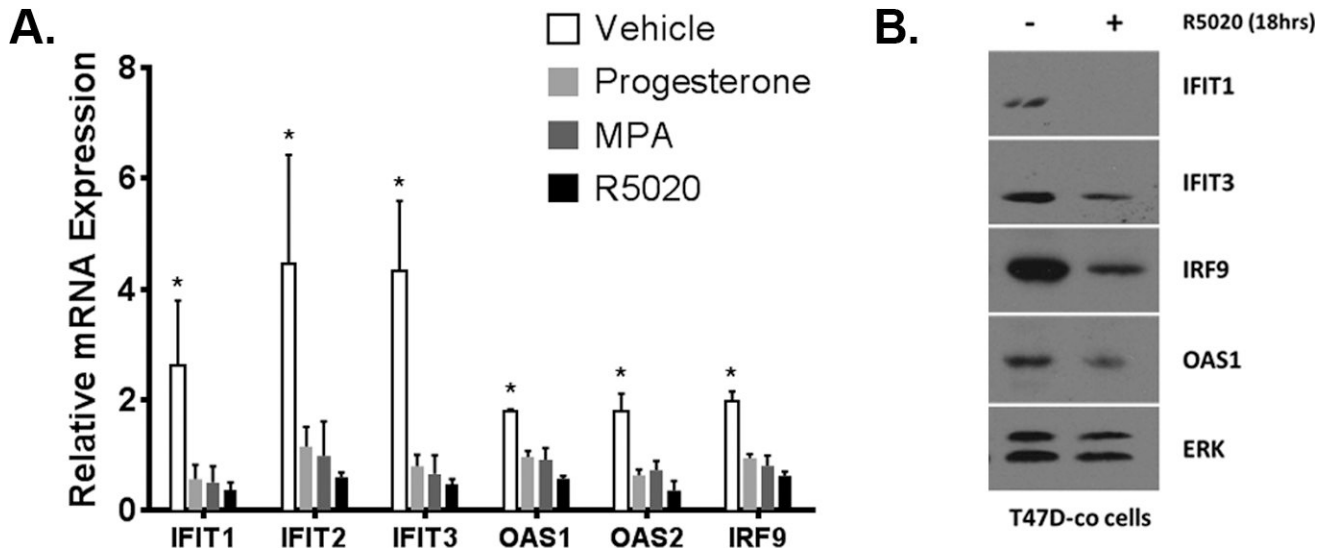 A.
Relative mRNA Expression
8
6
4
2
0
* * * * * *
IFIT1 IFIT2 IFIT3 OAS1 OAS2 IRF9
Vehicle
Progesterone
MPA
R5020
B.
- + R5020 (18hrs)
IFIT1
IFIT3
IRF9
OAS1
ERK
T47D-co cells